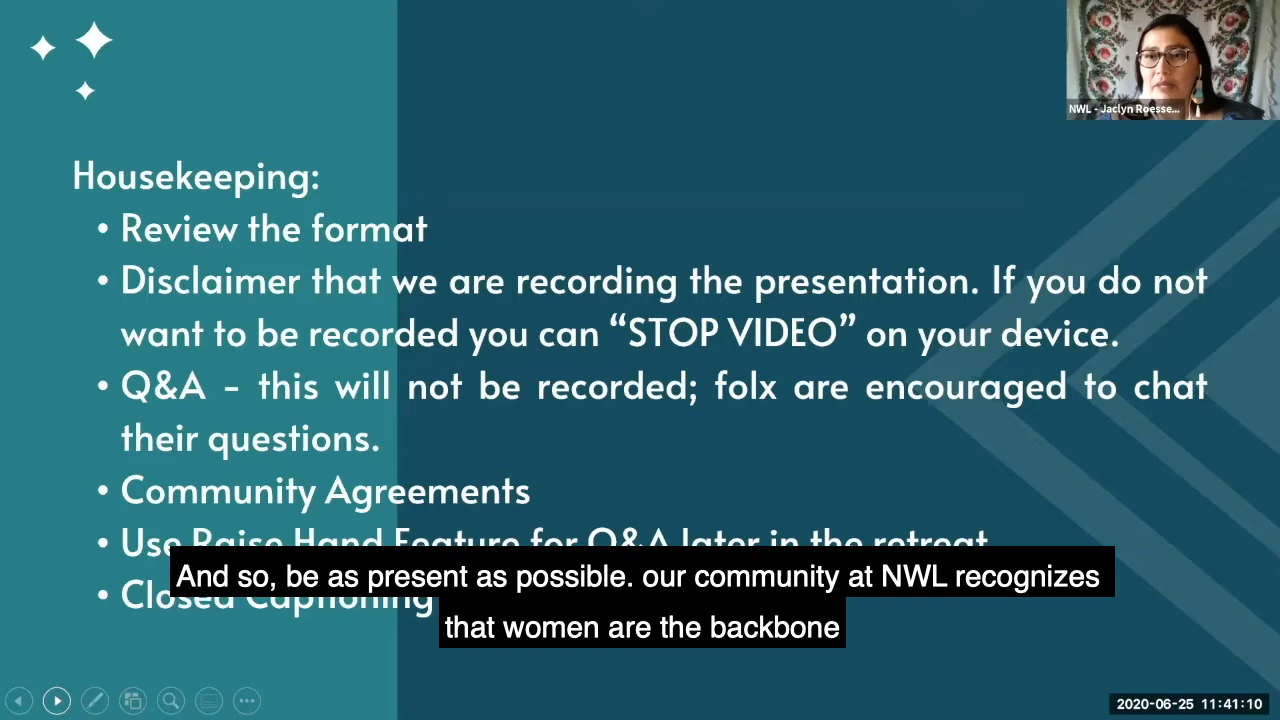 NWL - Jaclyn Roesse...
Housekeeping:
• Review the format
• Disclaimer that we are recording the presentation. If you do not
want to be recorded you can “STOP VIDEO” on your device.
• Q&A - this will not be recorded; folx are encouraged to chat
their questions.
• Community Agreements
• Use Raise Hand Feature for Q&A later in the retreat
• Closed Captioning
And so, be as present as possible. our community at NWL recognizes
that women are the backbone
2020-06-25 11:41:10